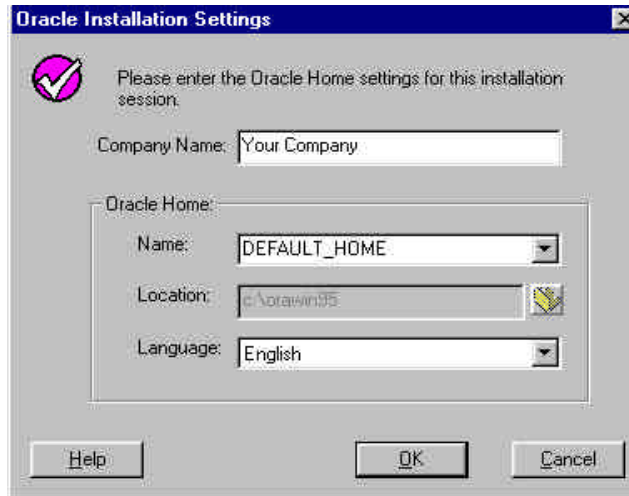 Oracle Installation Settings
Please enter the Oracle Home settings for this installation
session.
Company Name: Your Company
Oracle Home:
Name: DEFAULT_HOME
Location: c:\orawin95
Language: English
Help OK Cancel